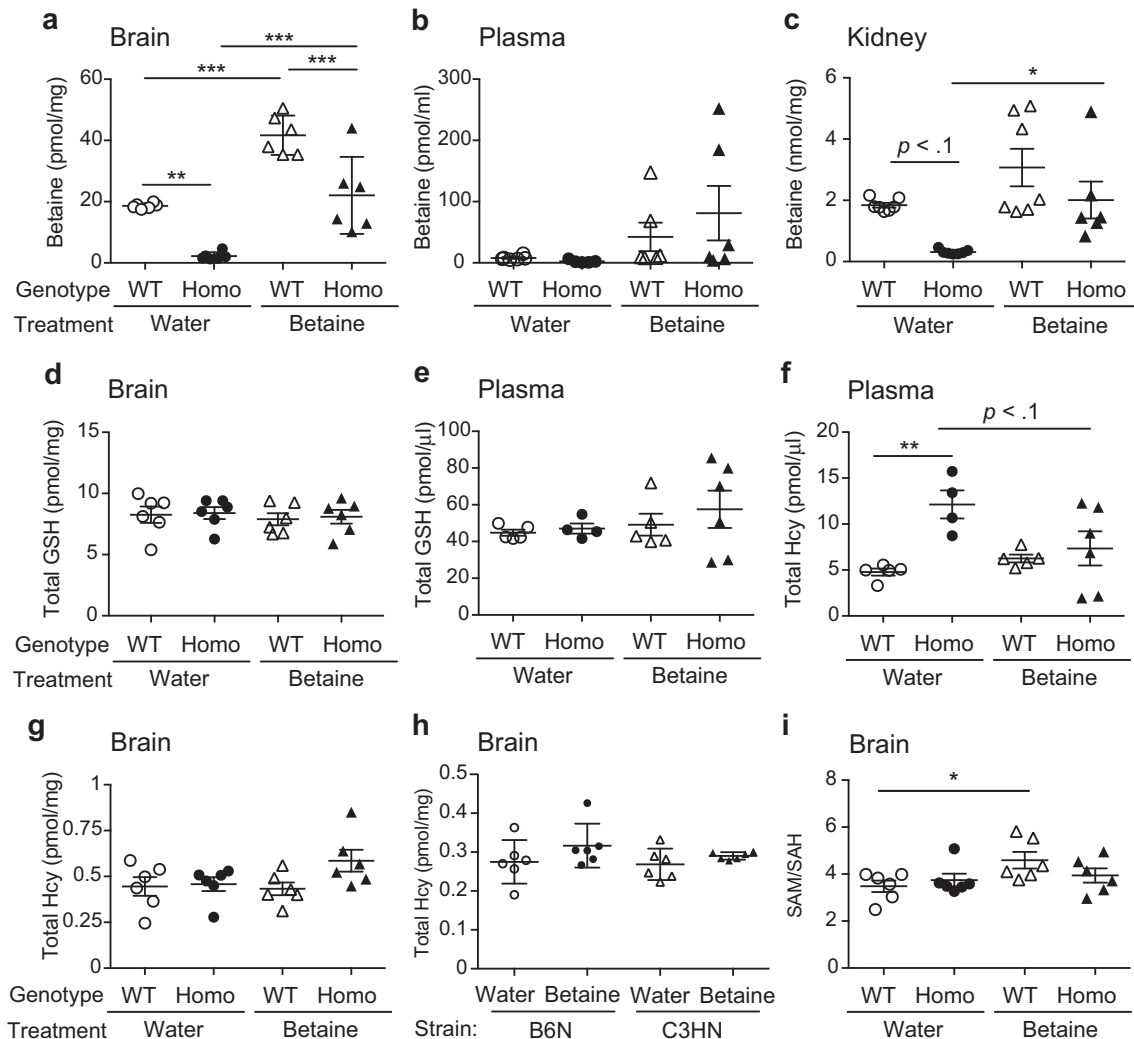 a
Brain
Betaine (pmol/mg)
60
40
20
0
***
***
***
**
Genotype WT Homo WT Homo
Treatment Water Betaine
b
Plasma
Betaine (pmol/ml)
300
200
100
0
WT Homo WT Homo
Water Betaine
c
Kidney
Betaine (nmol/mg)
6
4
2
0
*
p < .1
WT Homo WT Homo
Water Betaine
d
Brain
Total GSH (pmol/mg)
15
10
5
0
Genotype WT Homo WT Homo
Treatment Water Betaine
e
Plasma
Total GSH (pmol/µl)
100
80
60
40
20
0
WT Homo WT Homo
Water Betaine
f
Plasma
Total Hcy (pmol/µl)
20
15
10
5
0
p < .1
**
WT Homo WT Homo
Water Betaine
g
Brain
Total Hcy (pmol/mg)
1
0.75
0.5
0.25
0
Genotype WT Homo WT Homo
Treatment Water Betaine
h
Brain
Total Hcy (pmol/mg)
0.5
0.4
0.3
0.2
0.1
0
Water Betaine Water Betaine
Strain: B6N C3HN
i
Brain
SAM/SAH
8
6
4
2
0
*
WT Homo WT Homo
Water Betaine